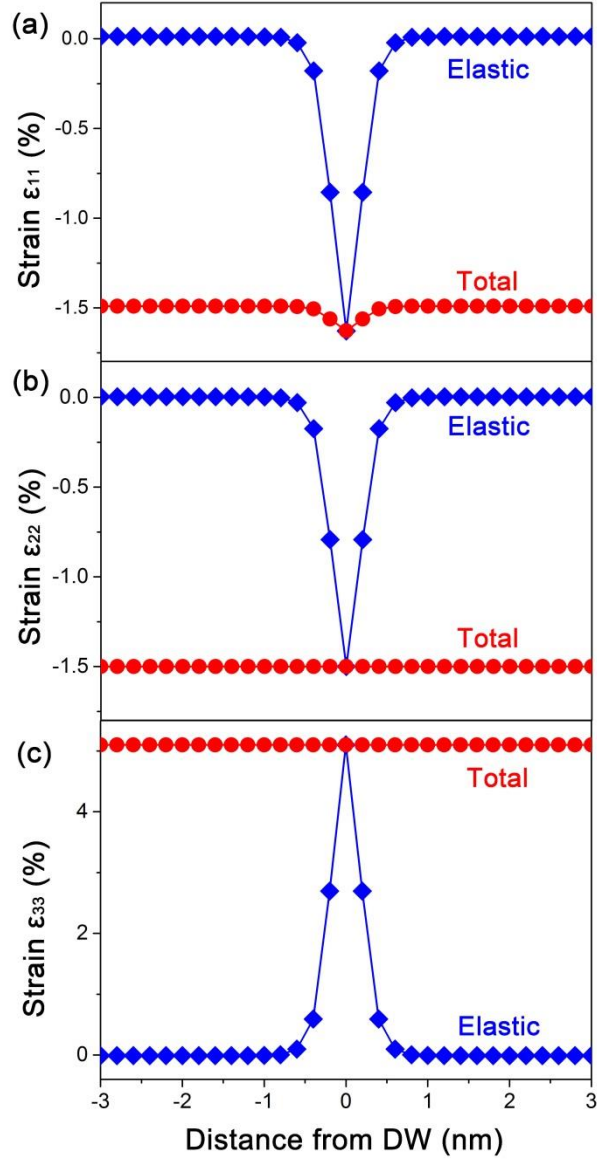 (a)
0.0
-0.5
-1.0
-1.5
Strain ε11 (%)
Elastic
Total
(b)
0.0
-0.5
-1.0
-1.5
Strain ε22 (%)
Elastic
Total
(c)
4
2
0
Strain ε33 (%)
Total
Elastic
-3 -2 -1 0 1 2 3
Distance from DW (nm)